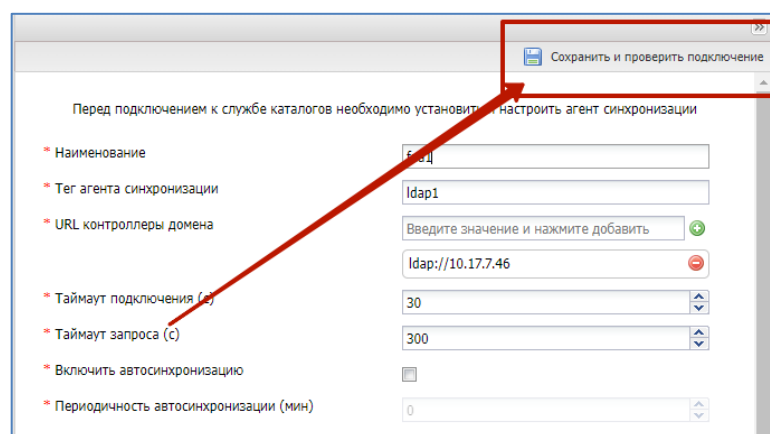 Сохранить и проверить подключение
Перед подключением к службе каталогов необходимо установить настроить агент синхронизации
* Наименование
* Тег агента синхронизации
ldap1
* URL контроллеры домена
Введите значение и нажмите добавить
ldap://10.17.7.46
* Таймаут подключения (с)
30
* Таймаут запроса (с)
300
* Включить автосинхронизацию
* Периодичность автосинхронизации (мин)
0